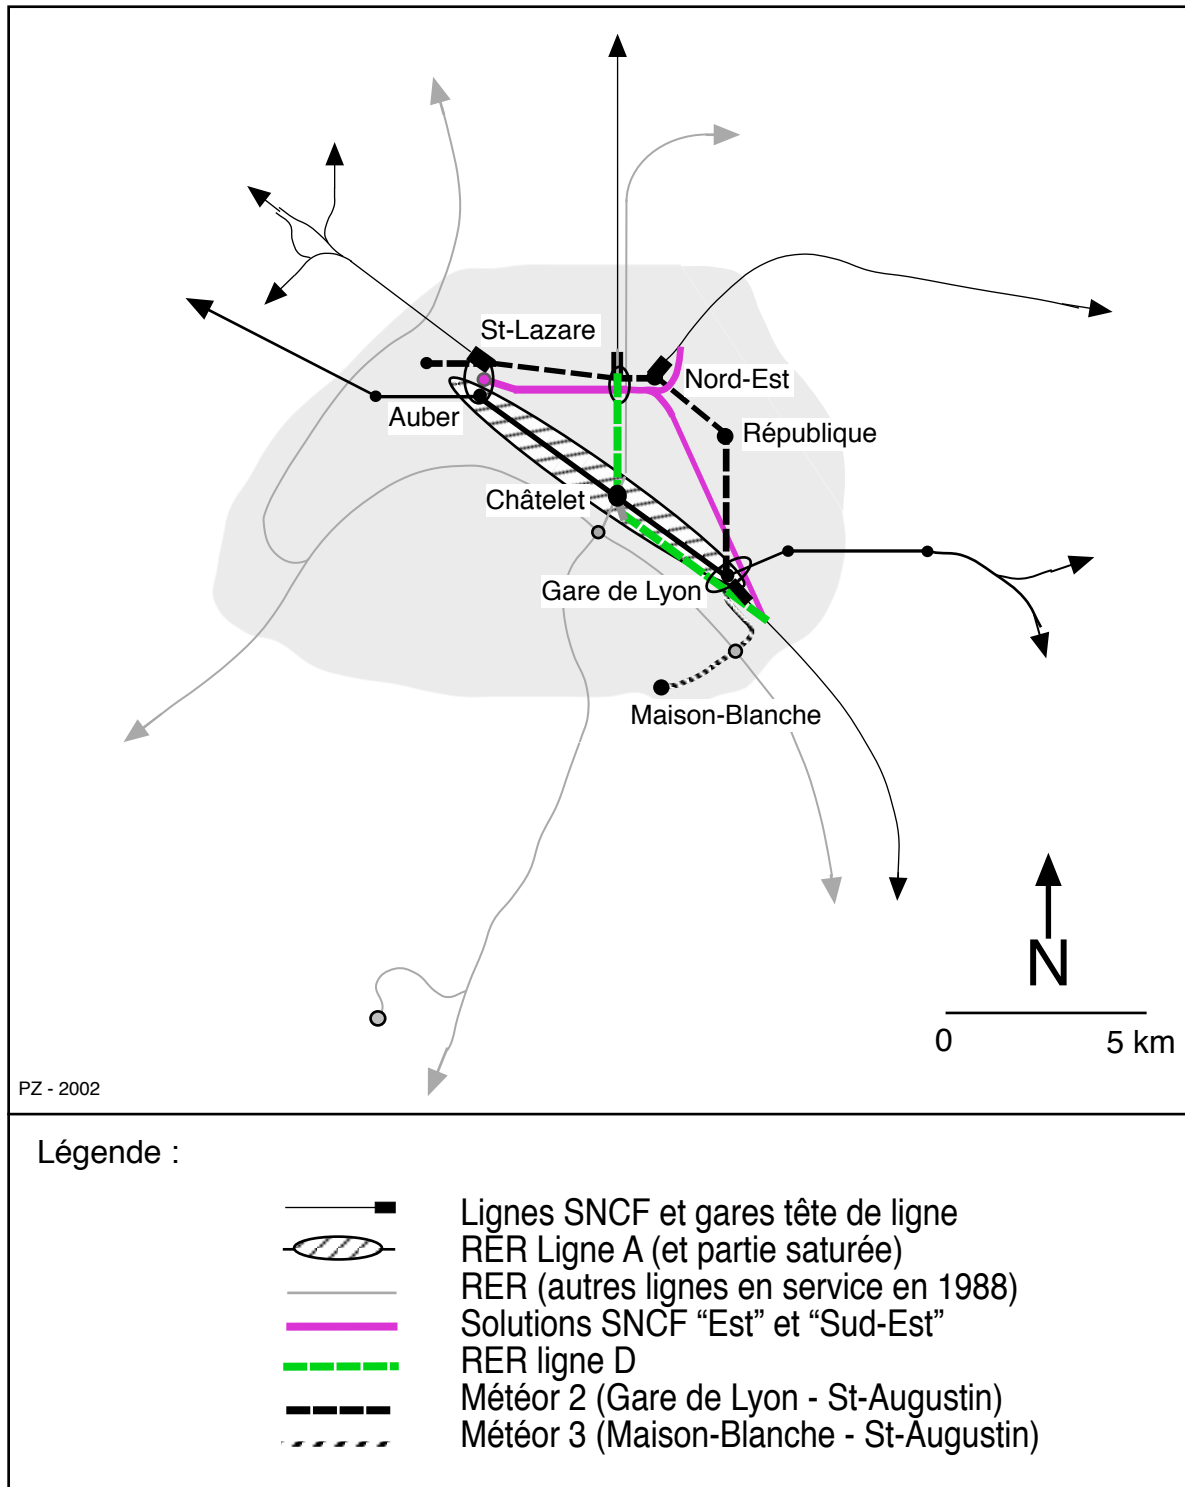 St-Lazare
Nord-Est
Auber
République
Châtelet
Gare de Lyon
Maison-Blanche
N
0 5 km
PZ - 2002
Légende :
Lignes SNCF et gares tête de ligne
RER Ligne A (et partie saturée)
RER (autres lignes en service en 1988)
Solutions SNCF “Est” et “Sud-Est”
RER ligne D
Météor 2 (Gare de Lyon - St-Augustin)
Météor 3 (Maison-Blanche - St-Augustin)